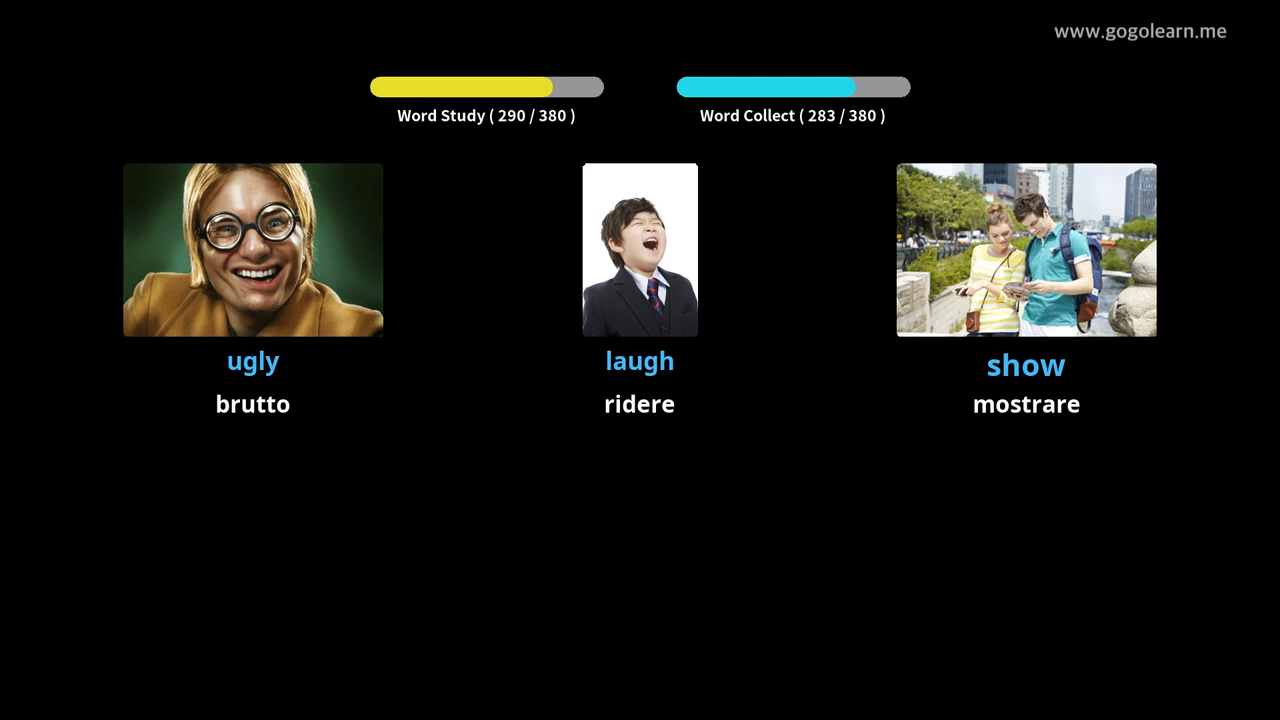 www.gogolearn.me
Word Study ( 290 / 380 )
Word Collect ( 283 / 380 )
ugly
laugh
show
brutto
ridere
mostrare